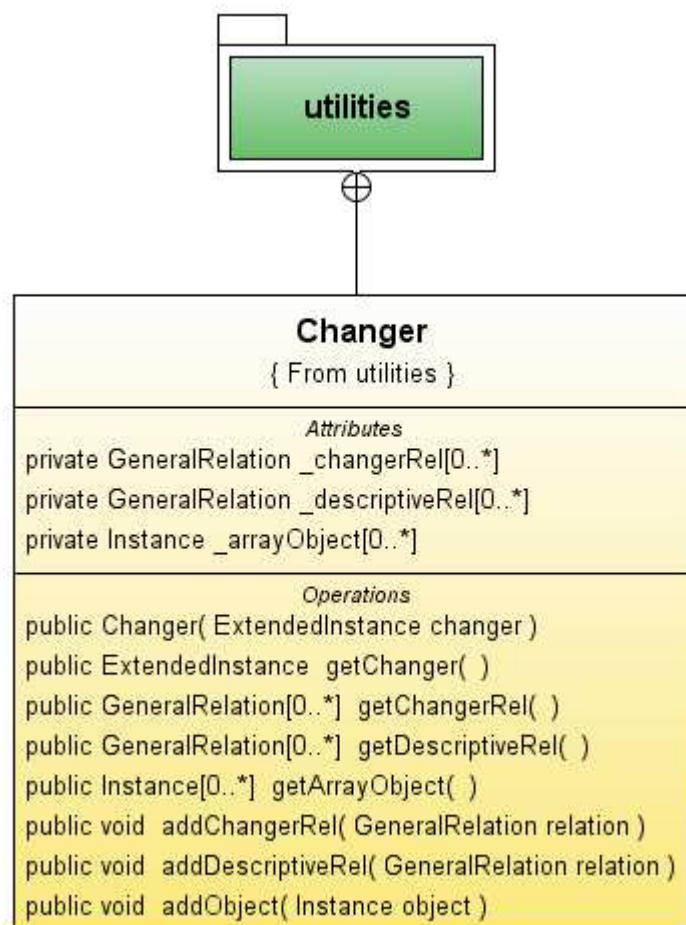 utilities
Changer
{ From utilities }
Attributes
private GeneralRelation _changerRel[0..*]
private GeneralRelation _descriptiveRel[0..*]
private Instance _arrayObject[0..*]
Operations
public Changer( ExtendedInstance changer )
public ExtendedInstance  getChanger(  )
public GeneralRelation[0..*]  getChangerRel(  )
public GeneralRelation[0..*]  getDescriptiveRel(  )
public Instance[0..*]  getArrayObject(  )
public void  addChangerRel( GeneralRelation relation )
public void  addDescriptiveRel( GeneralRelation relation )
public void  addObject( Instance object )